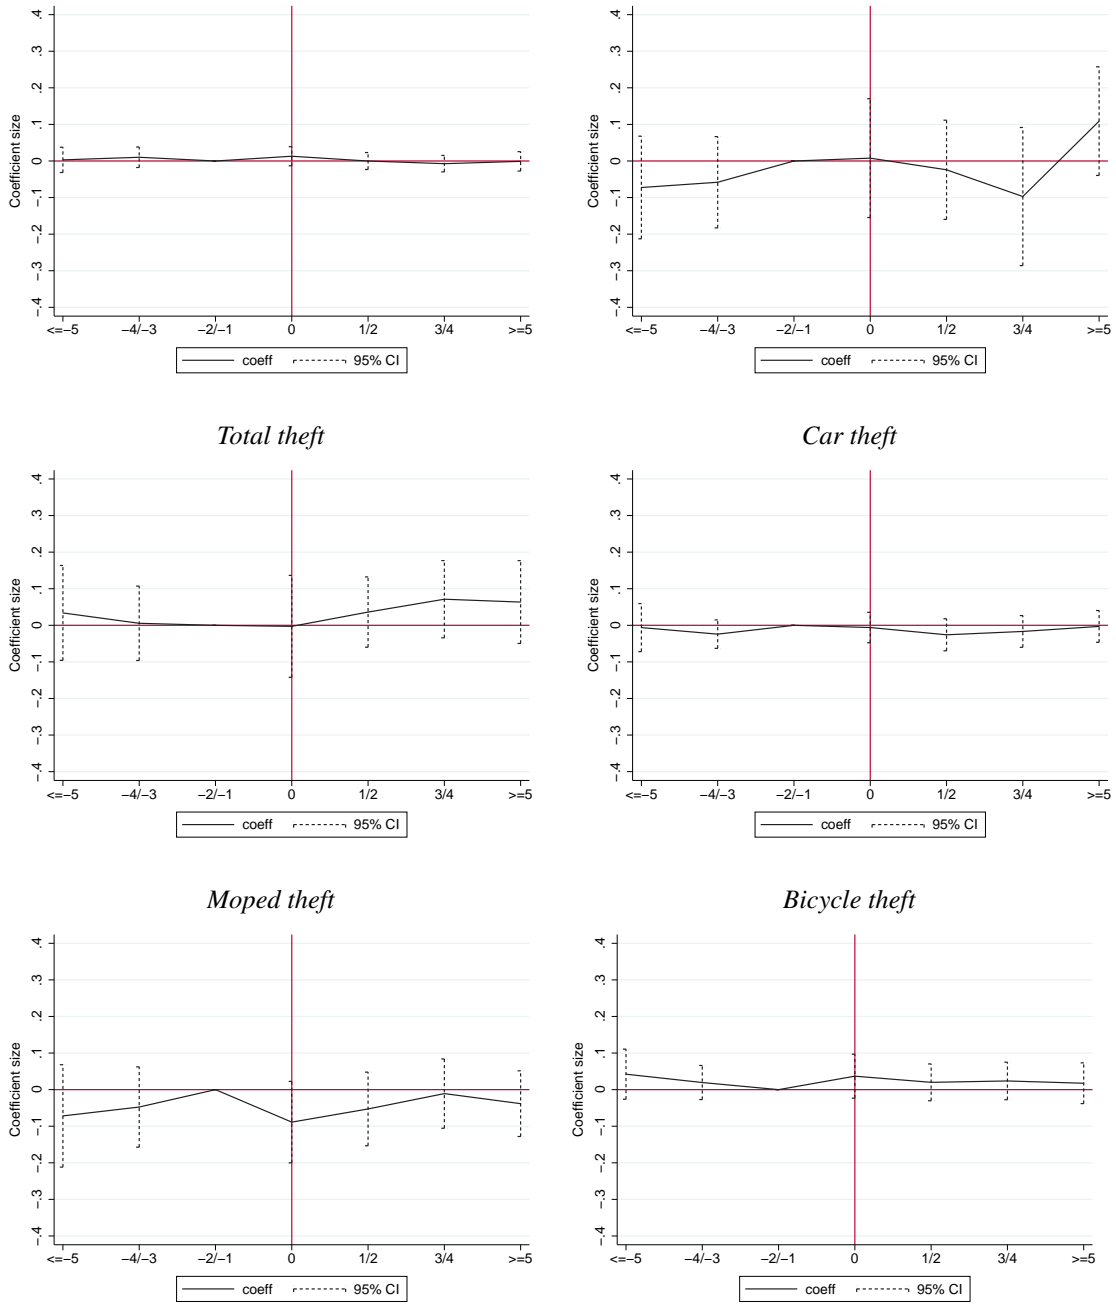 .4
.3
.2
.1
0
−.1
−.2
−.3
−.4
Coefficient size
<=−5 −4/−3 −2/−1 0 1/2 3/4 >=5
coeff 95% CI
.4
.3
.2
.1
0
−.1
−.2
−.3
−.4
Coefficient size
<=−5 −4/−3 −2/−1 0 1/2 3/4 >=5
coeff 95% CI
Total theft
.4
.3
.2
.1
0
−.1
−.2
−.3
−.4
Coefficient size
<=−5 −4/−3 −2/−1 0 1/2 3/4 >=5
coeff 95% CI
Car theft
.4
.3
.2
.1
0
−.1
−.2
−.3
−.4
Coefficient size
<=−5 −4/−3 −2/−1 0 1/2 3/4 >=5
coeff 95% CI
Moped theft
.4
.3
.2
.1
0
−.1
−.2
−.3
−.4
Coefficient size
<=−5 −4/−3 −2/−1 0 1/2 3/4 >=5
coeff 95% CI
Bicycle theft
.4
.3
.2
.1
0
−.1
−.2
−.3
−.4
Coefficient size
<=−5 −4/−3 −2/−1 0 1/2 3/4 >=5
coeff 95% CI